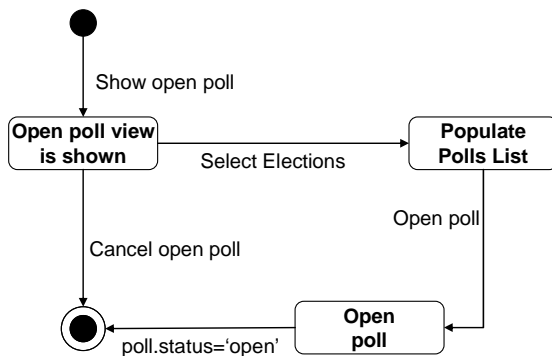 Show open poll
Open poll view
is shown
Select Elections
Populate
Polls List
Open poll
Cancel open poll
Open
poll
poll.status=‘open’